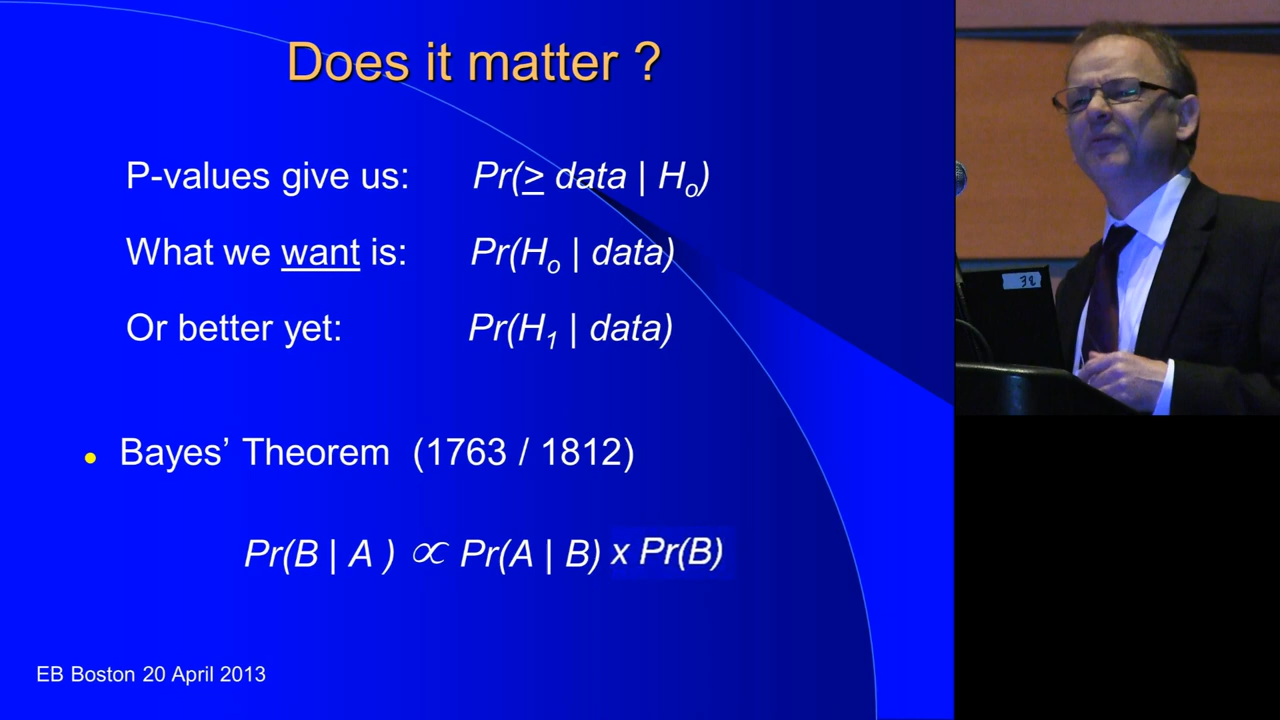 Does it matter ?
P-values give us: Pr(≥ data | Ho)
What we want is: Pr(Ho | data)
Or better yet: Pr(H1 | data)
• Bayes’ Theorem (1763 / 1812)
Pr(B | A ) ∝ Pr(A | B) x Pr(B)
EB Boston 20 April 2013